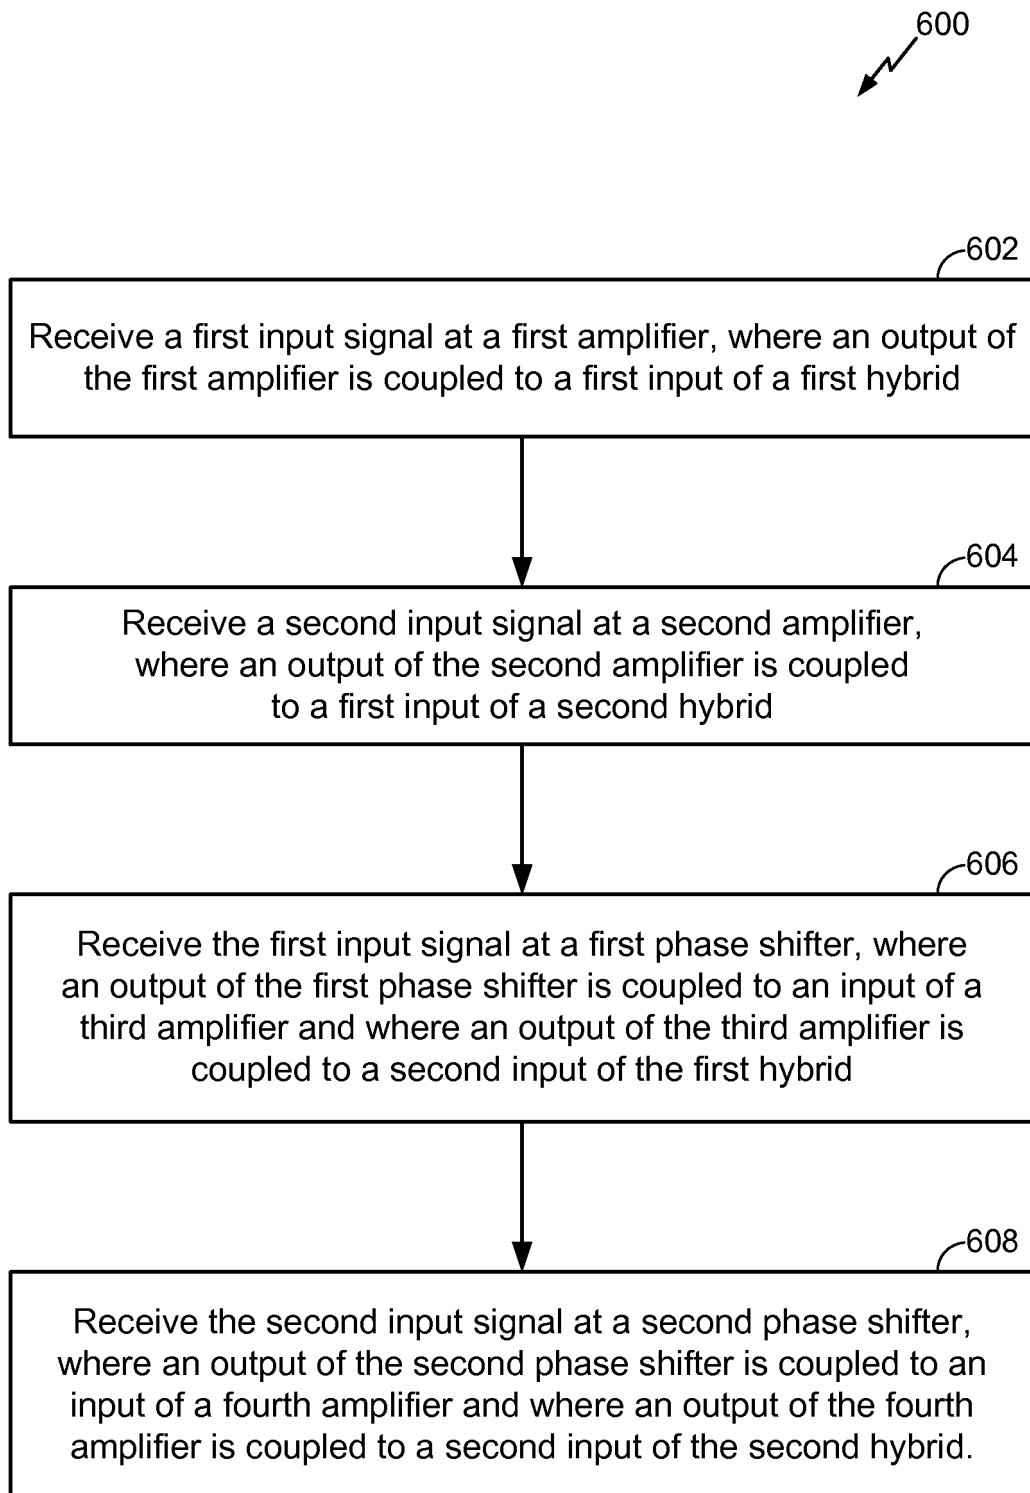 600
602
Receive a first input signal at a first amplifier, where an output of
the first amplifier is coupled to a first input of a first hybrid
604
Receive a second input signal at a second amplifier,
where an output of the second amplifier is coupled
to a first input of a second hybrid
606
Receive the first input signal at a first phase shifter, where
an output of the first phase shifter is coupled to an input of a
third amplifier and where an output of the third amplifier is
coupled to a second input of the first hybrid
608
Receive the second input signal at a second phase shifter,
where an output of the second phase shifter is coupled to an
input of a fourth amplifier and where an output of the fourth
amplifier is coupled to a second input of the second hybrid.